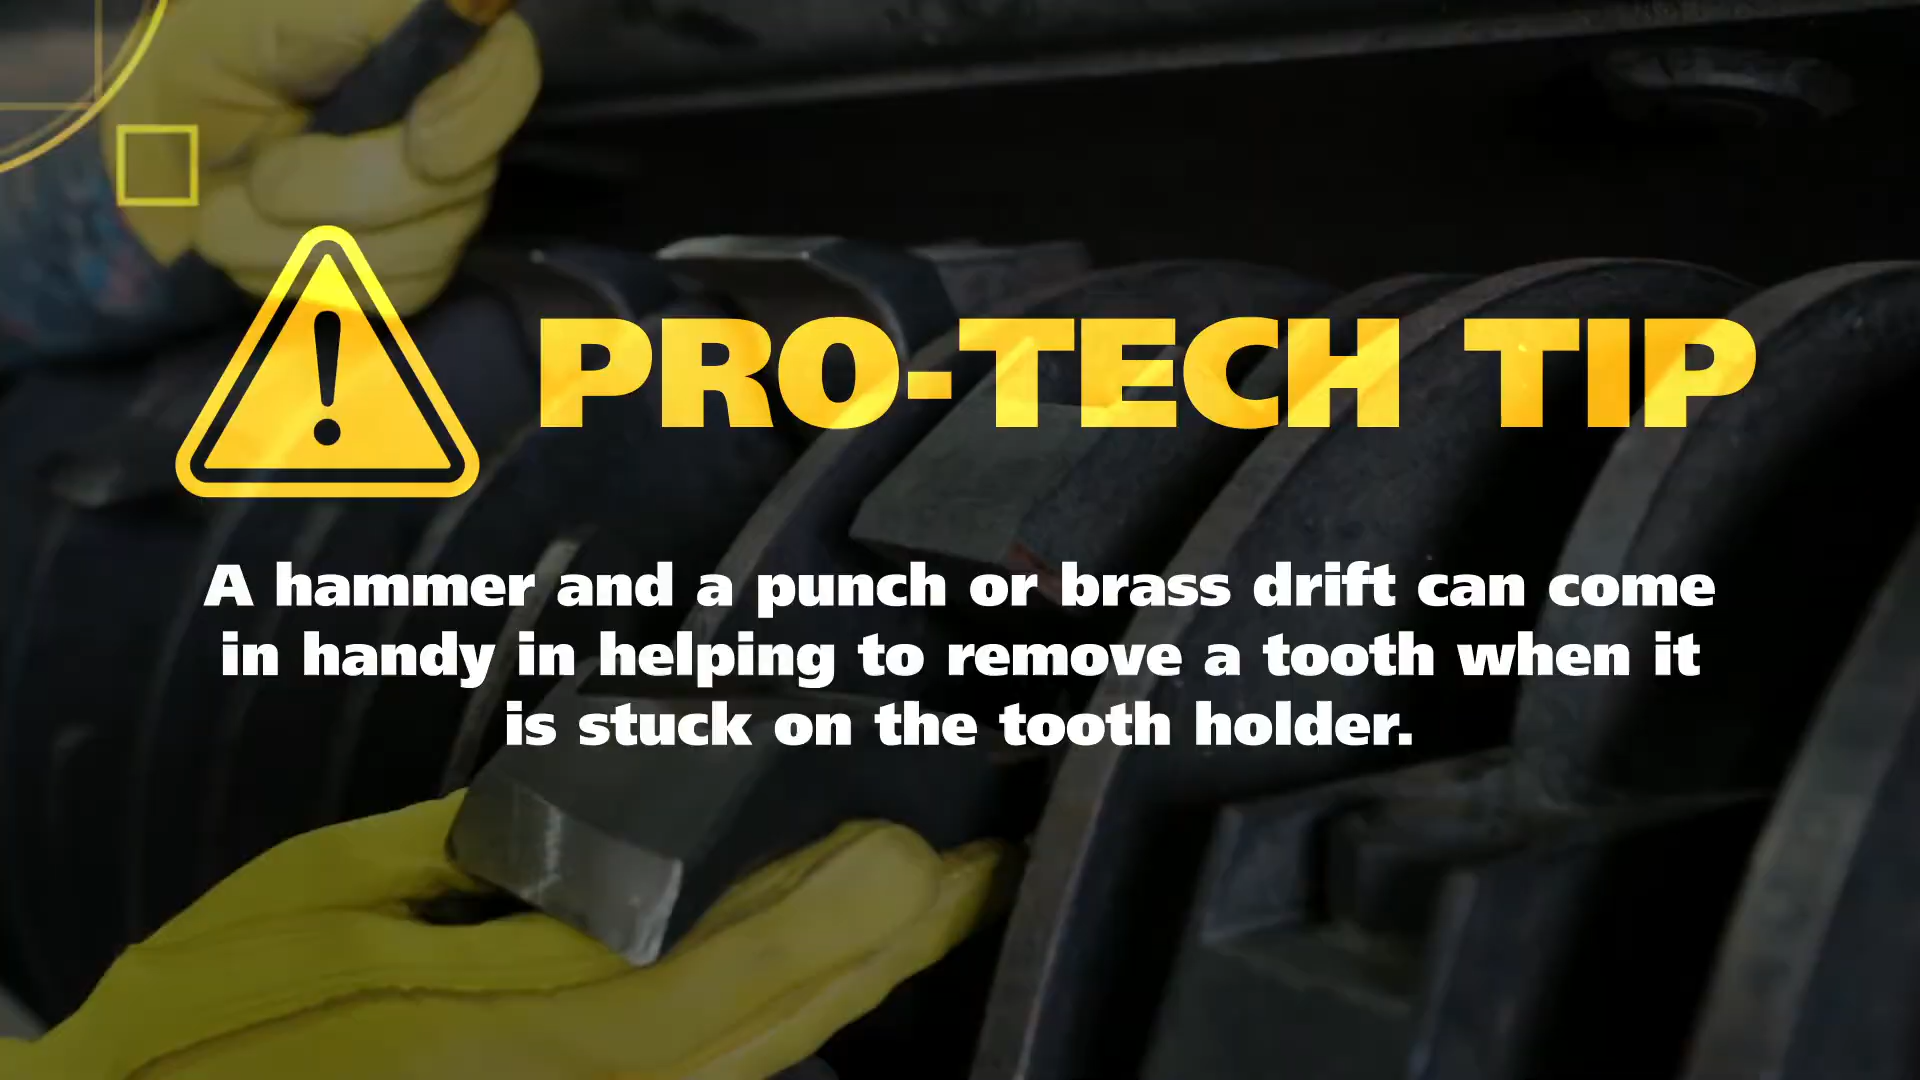 PRO-TECH TIP
A hammer and a punch or brass drift can come
in handy in helping to remove a tooth when it
is stuck on the tooth holder.